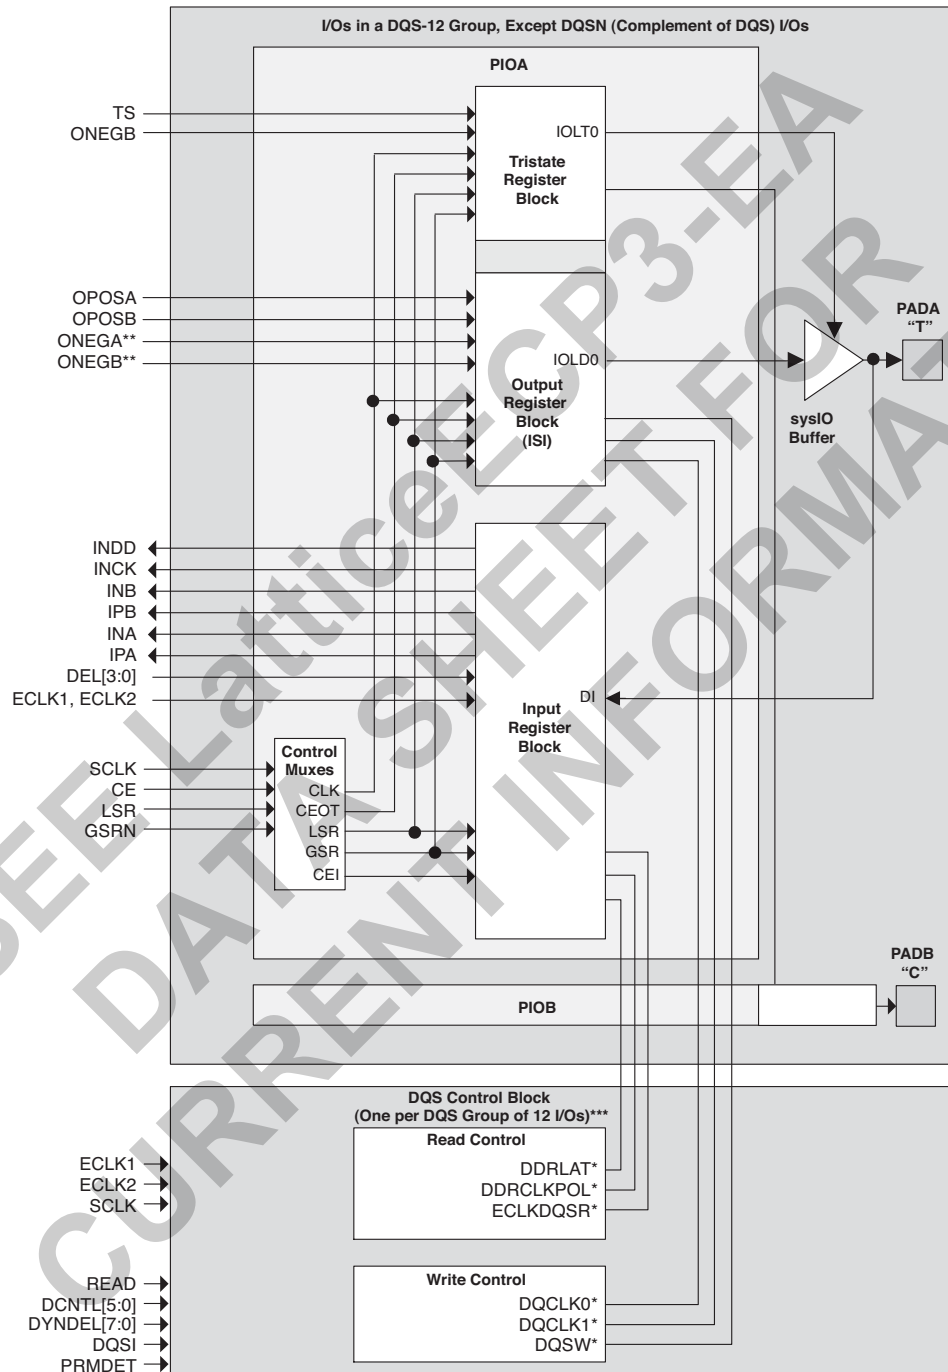 I/Os in a DQS-12 Group, Except DQSN (Complement of DQS) I/Os
PIOA
TS
ONEGB
IOLT0
Tristate
Register
Block
OPOSA
OPOSB
ONEGA**
ONEGB**
IOLD0
Output
Register
Block
(ISI)
PADA
“T”
sysIO
Buffer
INDD
INCK
INB
IPB
INA
IPA
DEL[3:0]
ECLK1, ECLK2
DI
Input
Register
Block
Control
Muxes
SCLK
CE
LSR
GSRN
CLK
CEOT
LSR
GSR
CEI
PADB
“C”
PIOB
DQS Control Block
(One per DQS Group of 12 I/Os)***
Read Control
ECLK1
ECLK2
SCLK
DDRLAT*
DDRCLKPOL*
ECLKDQSR*
Write Control
READ
DCNTL[5:0]
DYNDEL[7:0]
DQSI
PRMDET
DQCLK0*
DQCLK1*
DQSW*
SEE LatticeECP3-EA
DATA SHEET FOR
CURRENT INFORMAT